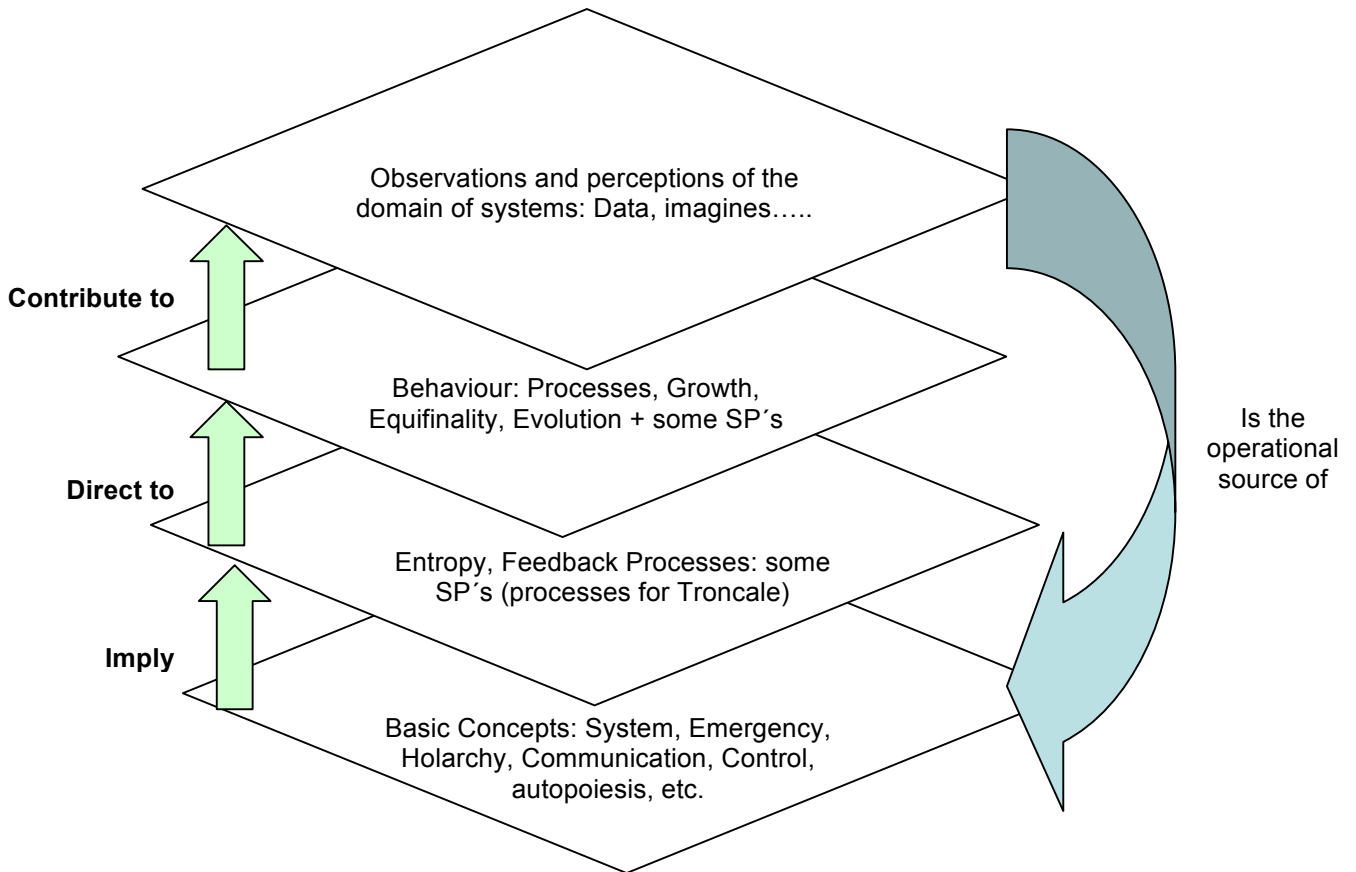 Observations and perceptions of the
domain of systems: Data, imagines…..
Contribute to
Behaviour: Processes, Growth,
Equifinality, Evolution + some SP´s
Is the
operational
source of
Direct to
Entropy, Feedback Processes: some
SP´s (processes for Troncale)
Imply
Basic Concepts: System, Emergency,
Holarchy, Communication, Control,
autopoiesis, etc.